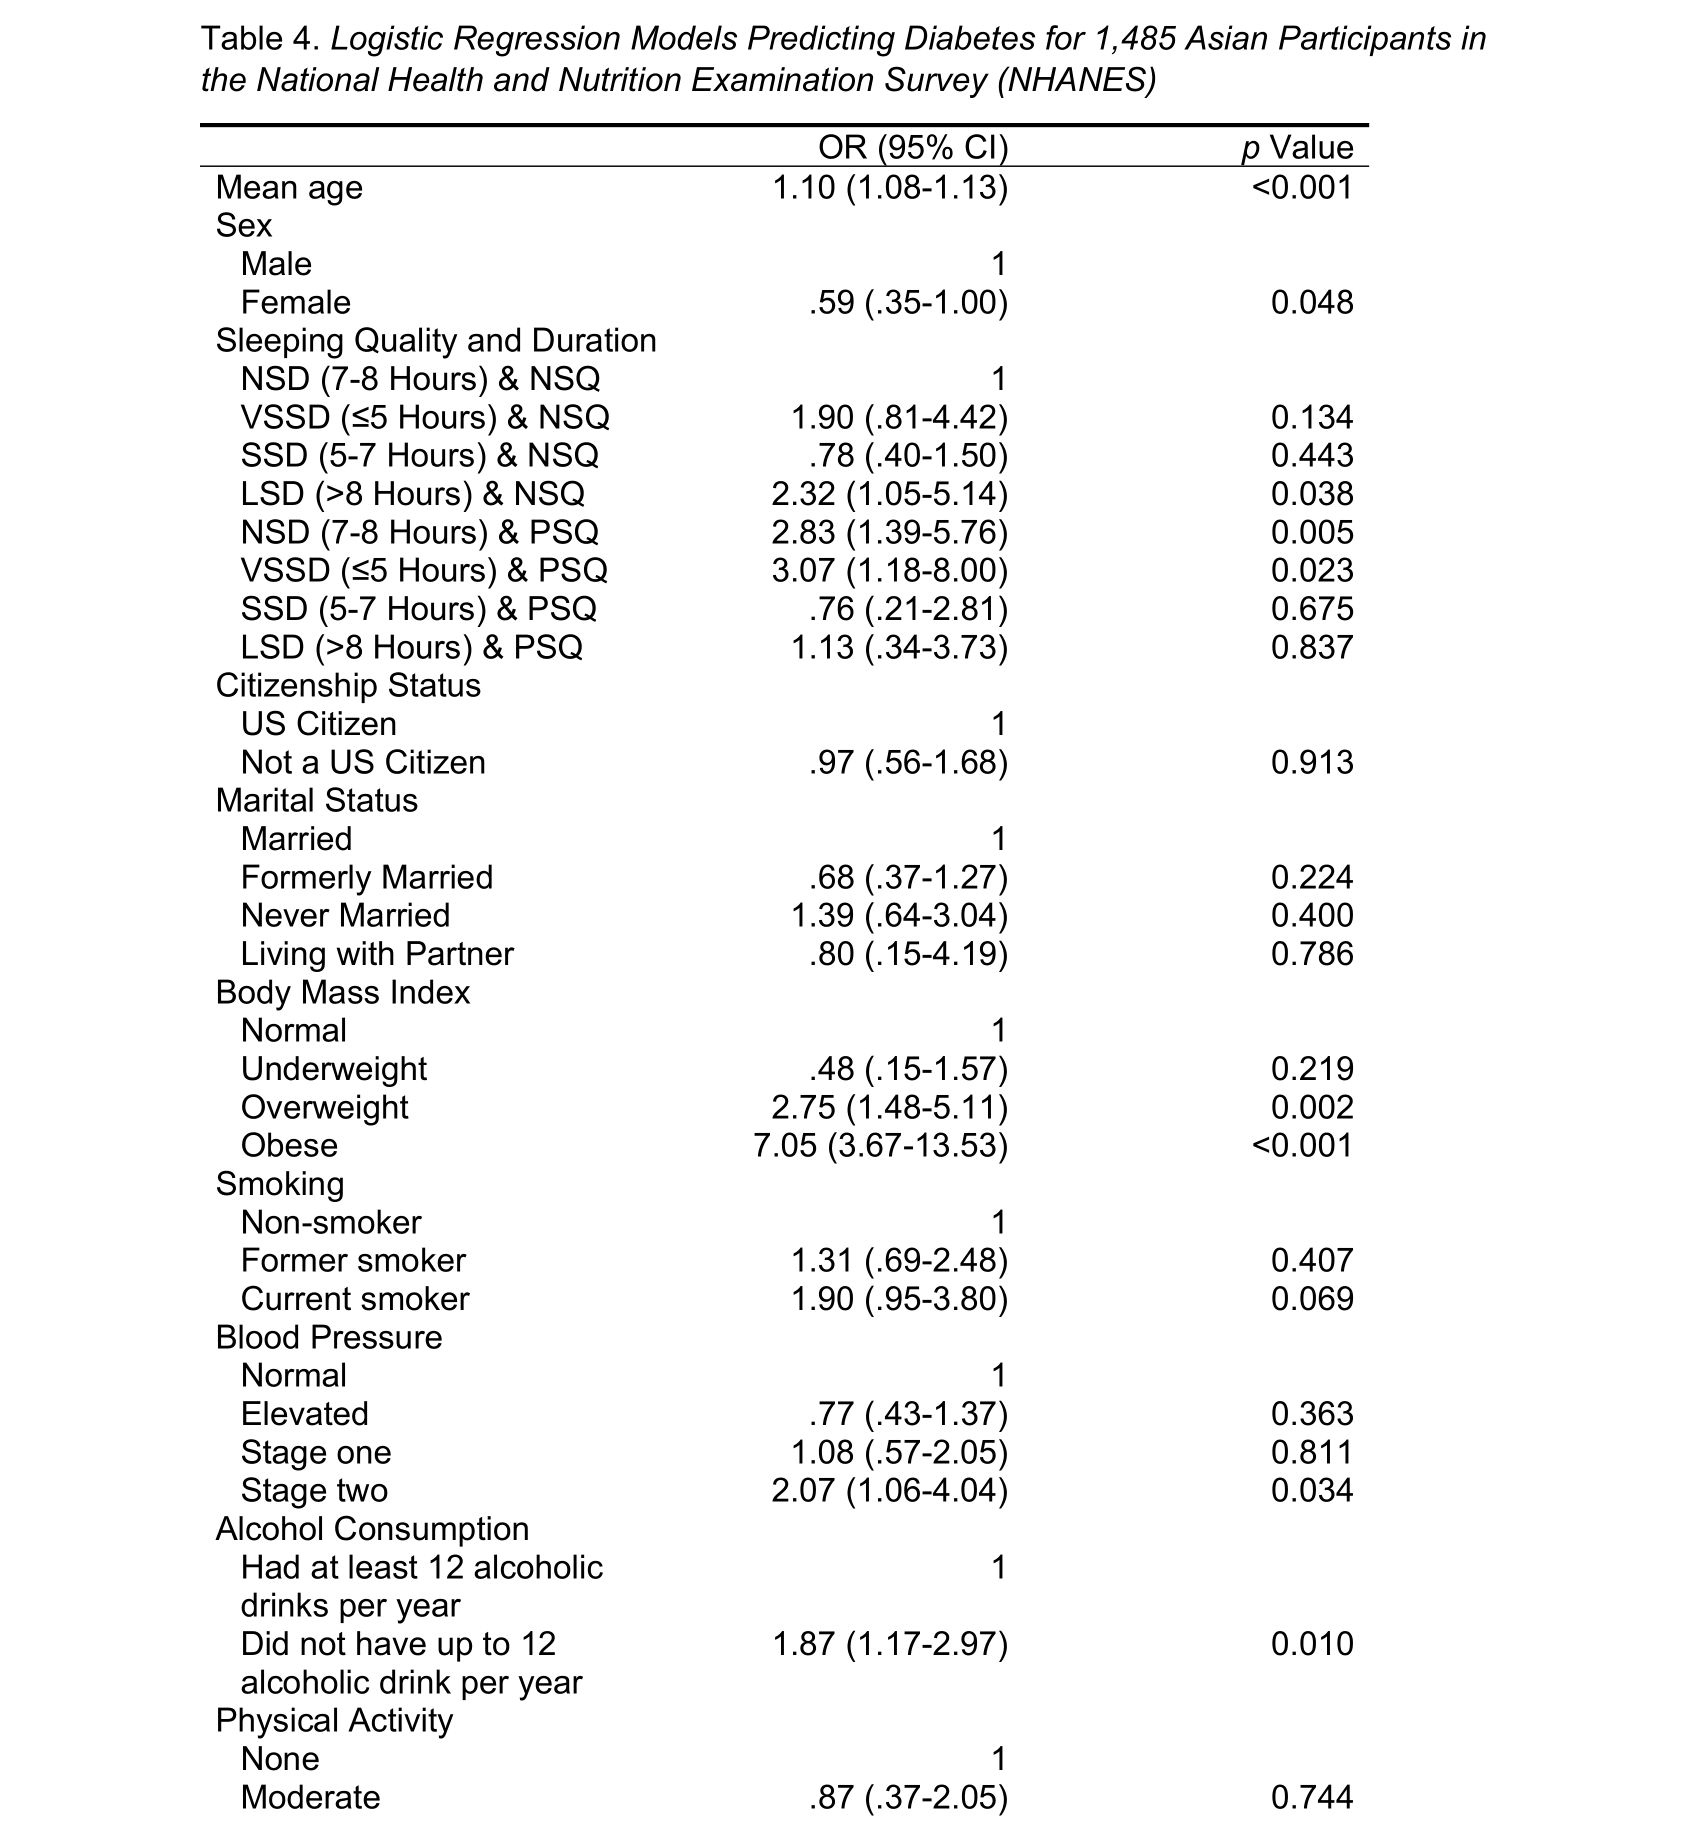 Table 4. Logistic Regression Models Predicting Diabetes for 1,485 Asian Participants in
the National Health and Nutrition Examination Survey (NHANES)
OR (95% CI) p Value
Mean age 1.10 (1.08-1.13) <0.001
Sex
Male 1
Female .59 (.35-1.00) 0.048
Sleeping Quality and Duration
NSD (7-8 Hours) & NSQ 1
VSSD (≤5 Hours) & NSQ 1.90 (.81-4.42) 0.134
SSD (5-7 Hours) & NSQ .78 (.40-1.50) 0.443
LSD (>8 Hours) & NSQ 2.32 (1.05-5.14) 0.038
NSD (7-8 Hours) & PSQ 2.83 (1.39-5.76) 0.005
VSSD (≤5 Hours) & PSQ 3.07 (1.18-8.00) 0.023
SSD (5-7 Hours) & PSQ .76 (.21-2.81) 0.675
LSD (>8 Hours) & PSQ 1.13 (.34-3.73) 0.837
Citizenship Status
US Citizen 1
Not a US Citizen .97 (.56-1.68) 0.913
Marital Status
Married 1
Formerly Married .68 (.37-1.27) 0.224
Never Married 1.39 (.64-3.04) 0.400
Living with Partner .80 (.15-4.19) 0.786
Body Mass Index
Normal 1
Underweight .48 (.15-1.57) 0.219
Overweight 2.75 (1.48-5.11) 0.002
Obese 7.05 (3.67-13.53) <0.001
Smoking
Non-smoker 1
Former smoker 1.31 (.69-2.48) 0.407
Current smoker 1.90 (.95-3.80) 0.069
Blood Pressure
Normal 1
Elevated .77 (.43-1.37) 0.363
Stage one 1.08 (.57-2.05) 0.811
Stage two 2.07 (1.06-4.04) 0.034
Alcohol Consumption
Had at least 12 alcoholic 1
drinks per year
Did not have up to 12 1.87 (1.17-2.97) 0.010
alcoholic drink per year
Physical Activity
None 1
Moderate .87 (.37-2.05) 0.744